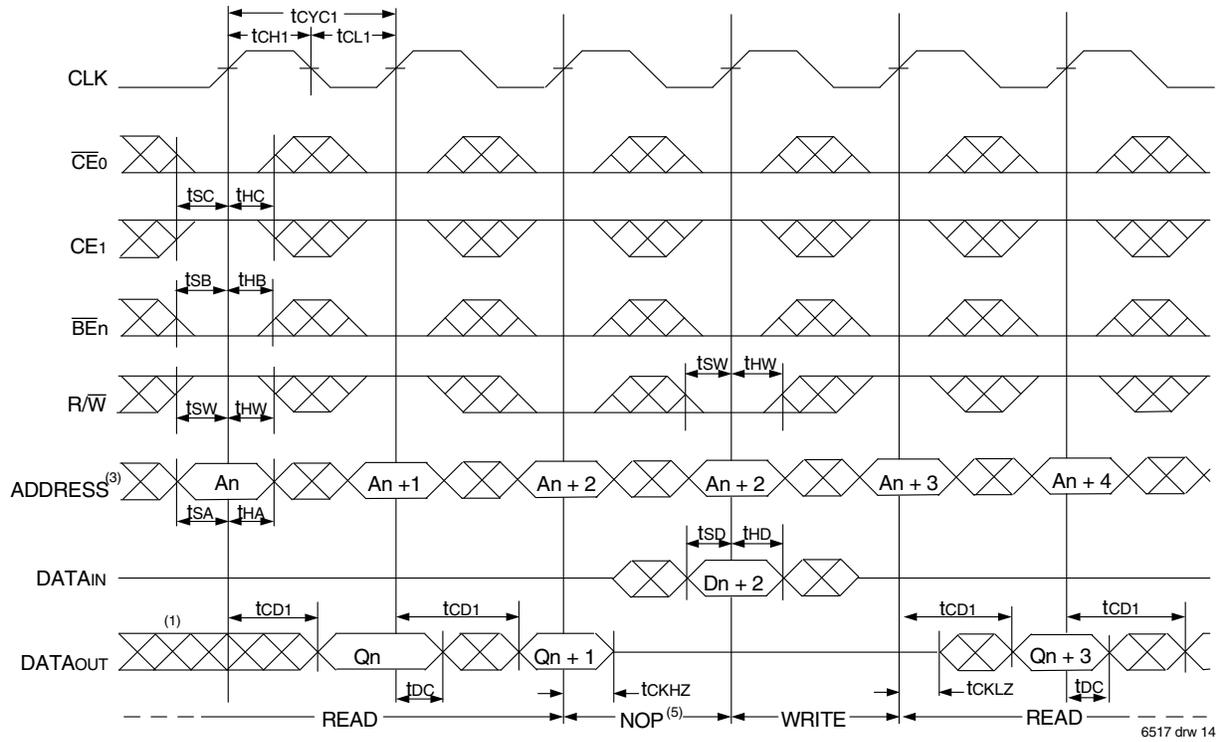 tCYC1
tCH1 tCL1
CLK
CE0
tSC tHC
CE1
tSB tHB
BEn
tSW tHW
R/W
tSW tHW
ADDRESS(3) An An +1 An + 2 An + 2 An + 3 An + 4
tSA tHA
tSD tHD
DATAIN Dn + 2
tCD1 tCD1 tCD1 tCD1
(1)
DATAOUT Qn Qn + 1 Qn + 3
tDC tCKHZ tCKLZ tDC
READ NOP(5) WRITE READ
6517 drw 14